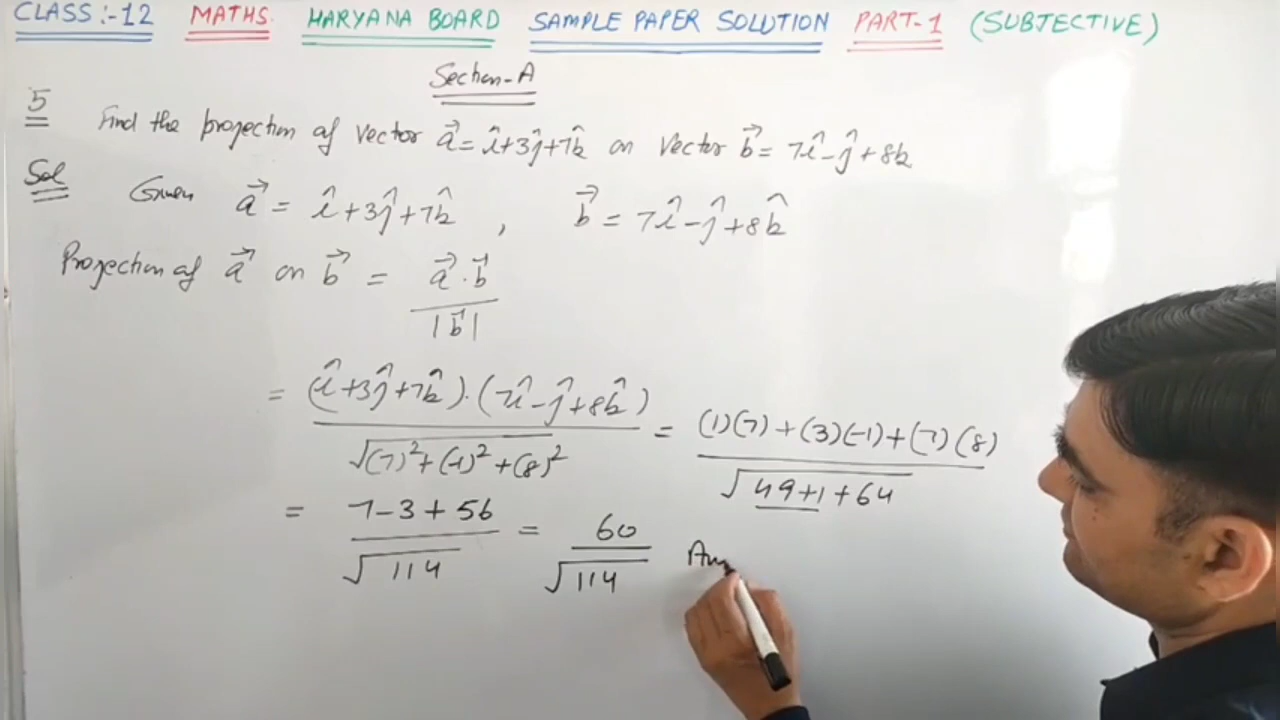 CLASS :- 12 MATHS. HARYANA BOARD SAMPLE PAPER SOLUTION PART-1 (SUBJECTIVE)
Section-A
5 Find the projection of vector a⃗ = î+3ĵ+7k̂ on vector b⃗ = 7î-ĵ+8k
Sol Given a⃗ = î+3ĵ+7k̂ , b⃗ = 7î-ĵ+8k̂
Projection of a⃗ on b⃗ = a⃗.b⃗ / |b⃗|
= (î+3ĵ+7k̂).(7î-ĵ+8k̂) / √(7)²+(-1)²+(8)² = (1)(7)+(3)(-1)+(7)(8) / √49+1+64
= 7-3+56 / √114 = 60 / √114 Ans